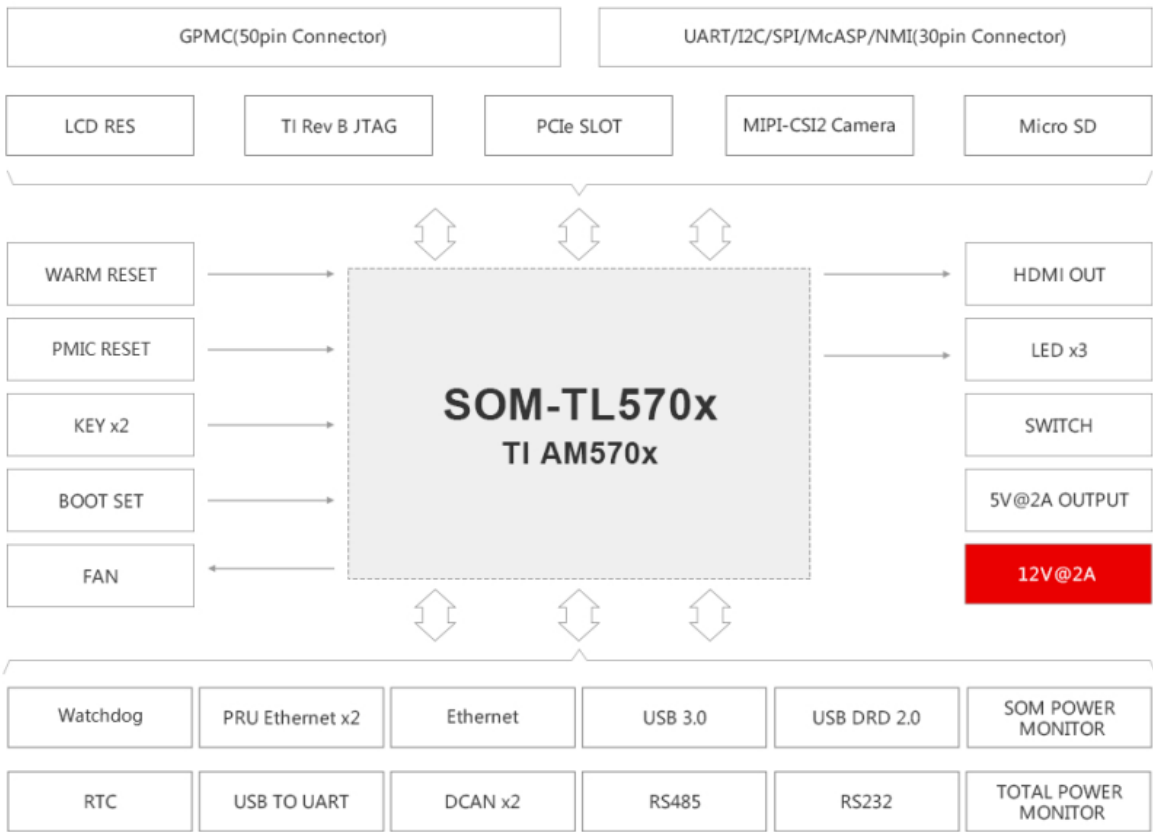 GPMC(50pin Connector)
UART/I2C/SPI/McASP/NMI(30pin Connector)
LCD RES
TI Rev B JTAG
PCIe SLOT
MIPI-CSI2 Camera
Micro SD
WARM RESET
PMIC RESET
KEY x2
BOOT SET
FAN
SOM-TL570x
TI AM570x
HDMI OUT
LED x3
SWITCH
5V@2A OUTPUT
12V@2A
Watchdog
PRU Ethernet x2
Ethernet
USB 3.0
USB DRD 2.0
SOM POWER
MONITOR
RTC
USB TO UART
DCAN x2
RS485
RS232
TOTAL POWER
MONITOR